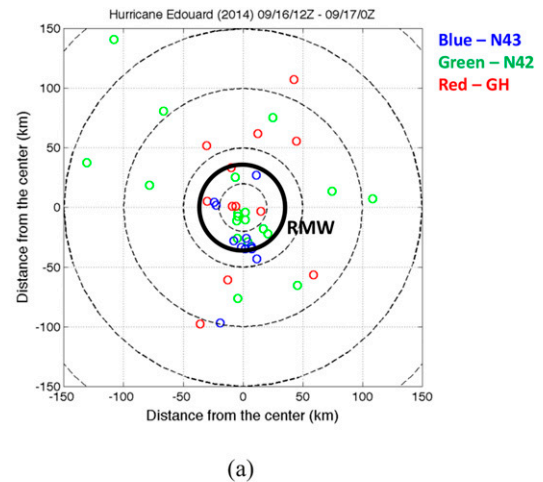 Hurricane Edouard (2014) 09/16/12Z - 09/17/0Z
Blue – N43
Green – N42
Red – GH
150
100
50
0
-50
-100
-150
Distance from the center (km)
RMW
-150 -100 -50 0 50 100 150
Distance from the center (km)
(a)